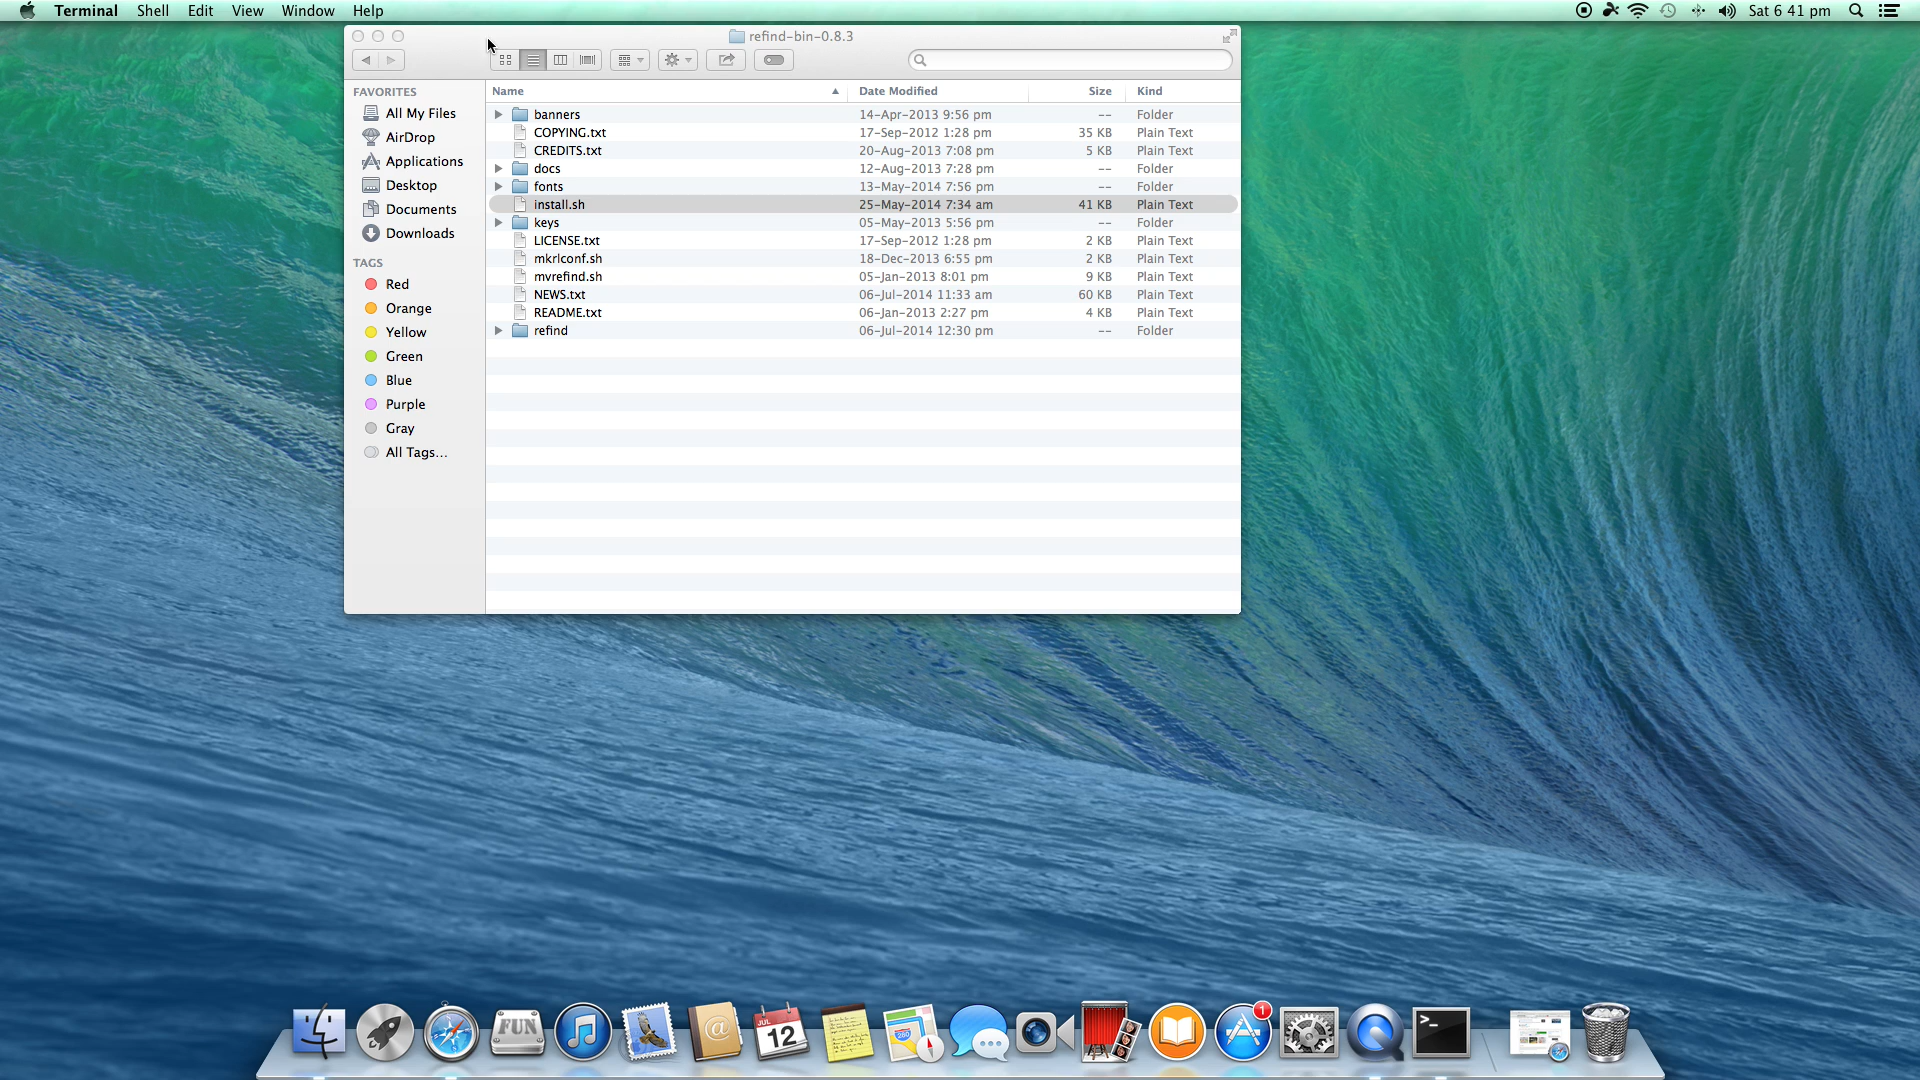 Terminal Shell Edit View Window Help Sat 6 41 pm
refind-bin-0.8.3
FAVORITES
All My Files
AirDrop
Applications
Desktop
Documents
Downloads
TAGS
Red
Orange
Yellow
Green
Blue
Purple
Gray
All Tags...
Name Date Modified Size Kind
banners 14-Apr-2013 9:56 pm -- Folder
COPYING.txt 17-Sep-2012 1:28 pm 35 KB Plain Text
CREDITS.txt 20-Aug-2013 7:08 pm 5 KB Plain Text
docs 12-Aug-2013 7:28 pm -- Folder
fonts 13-May-2014 7:56 pm -- Folder
install.sh 25-May-2014 7:34 am 41 KB Plain Text
keys 05-May-2013 5:56 pm -- Folder
LICENSE.txt 17-Sep-2012 1:28 pm 2 KB Plain Text
mkrlconf.sh 18-Dec-2013 6:55 pm 2 KB Plain Text
mvrefind.sh 05-Jan-2013 8:01 pm 9 KB Plain Text
NEWS.txt 06-Jul-2014 11:33 am 60 KB Plain Text
README.txt 06-Jan-2013 2:27 pm 4 KB Plain Text
refind 06-Jul-2014 12:30 pm -- Folder
FUN
@
JUL
12
280
1
>_